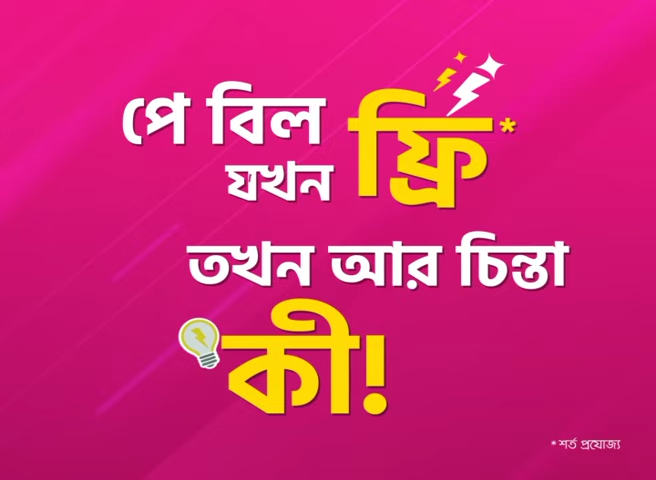 পে বিল ফ্রি*
যখন
তখন আর চিন্তা
কী!
* শর্ত প্রযোজ্য